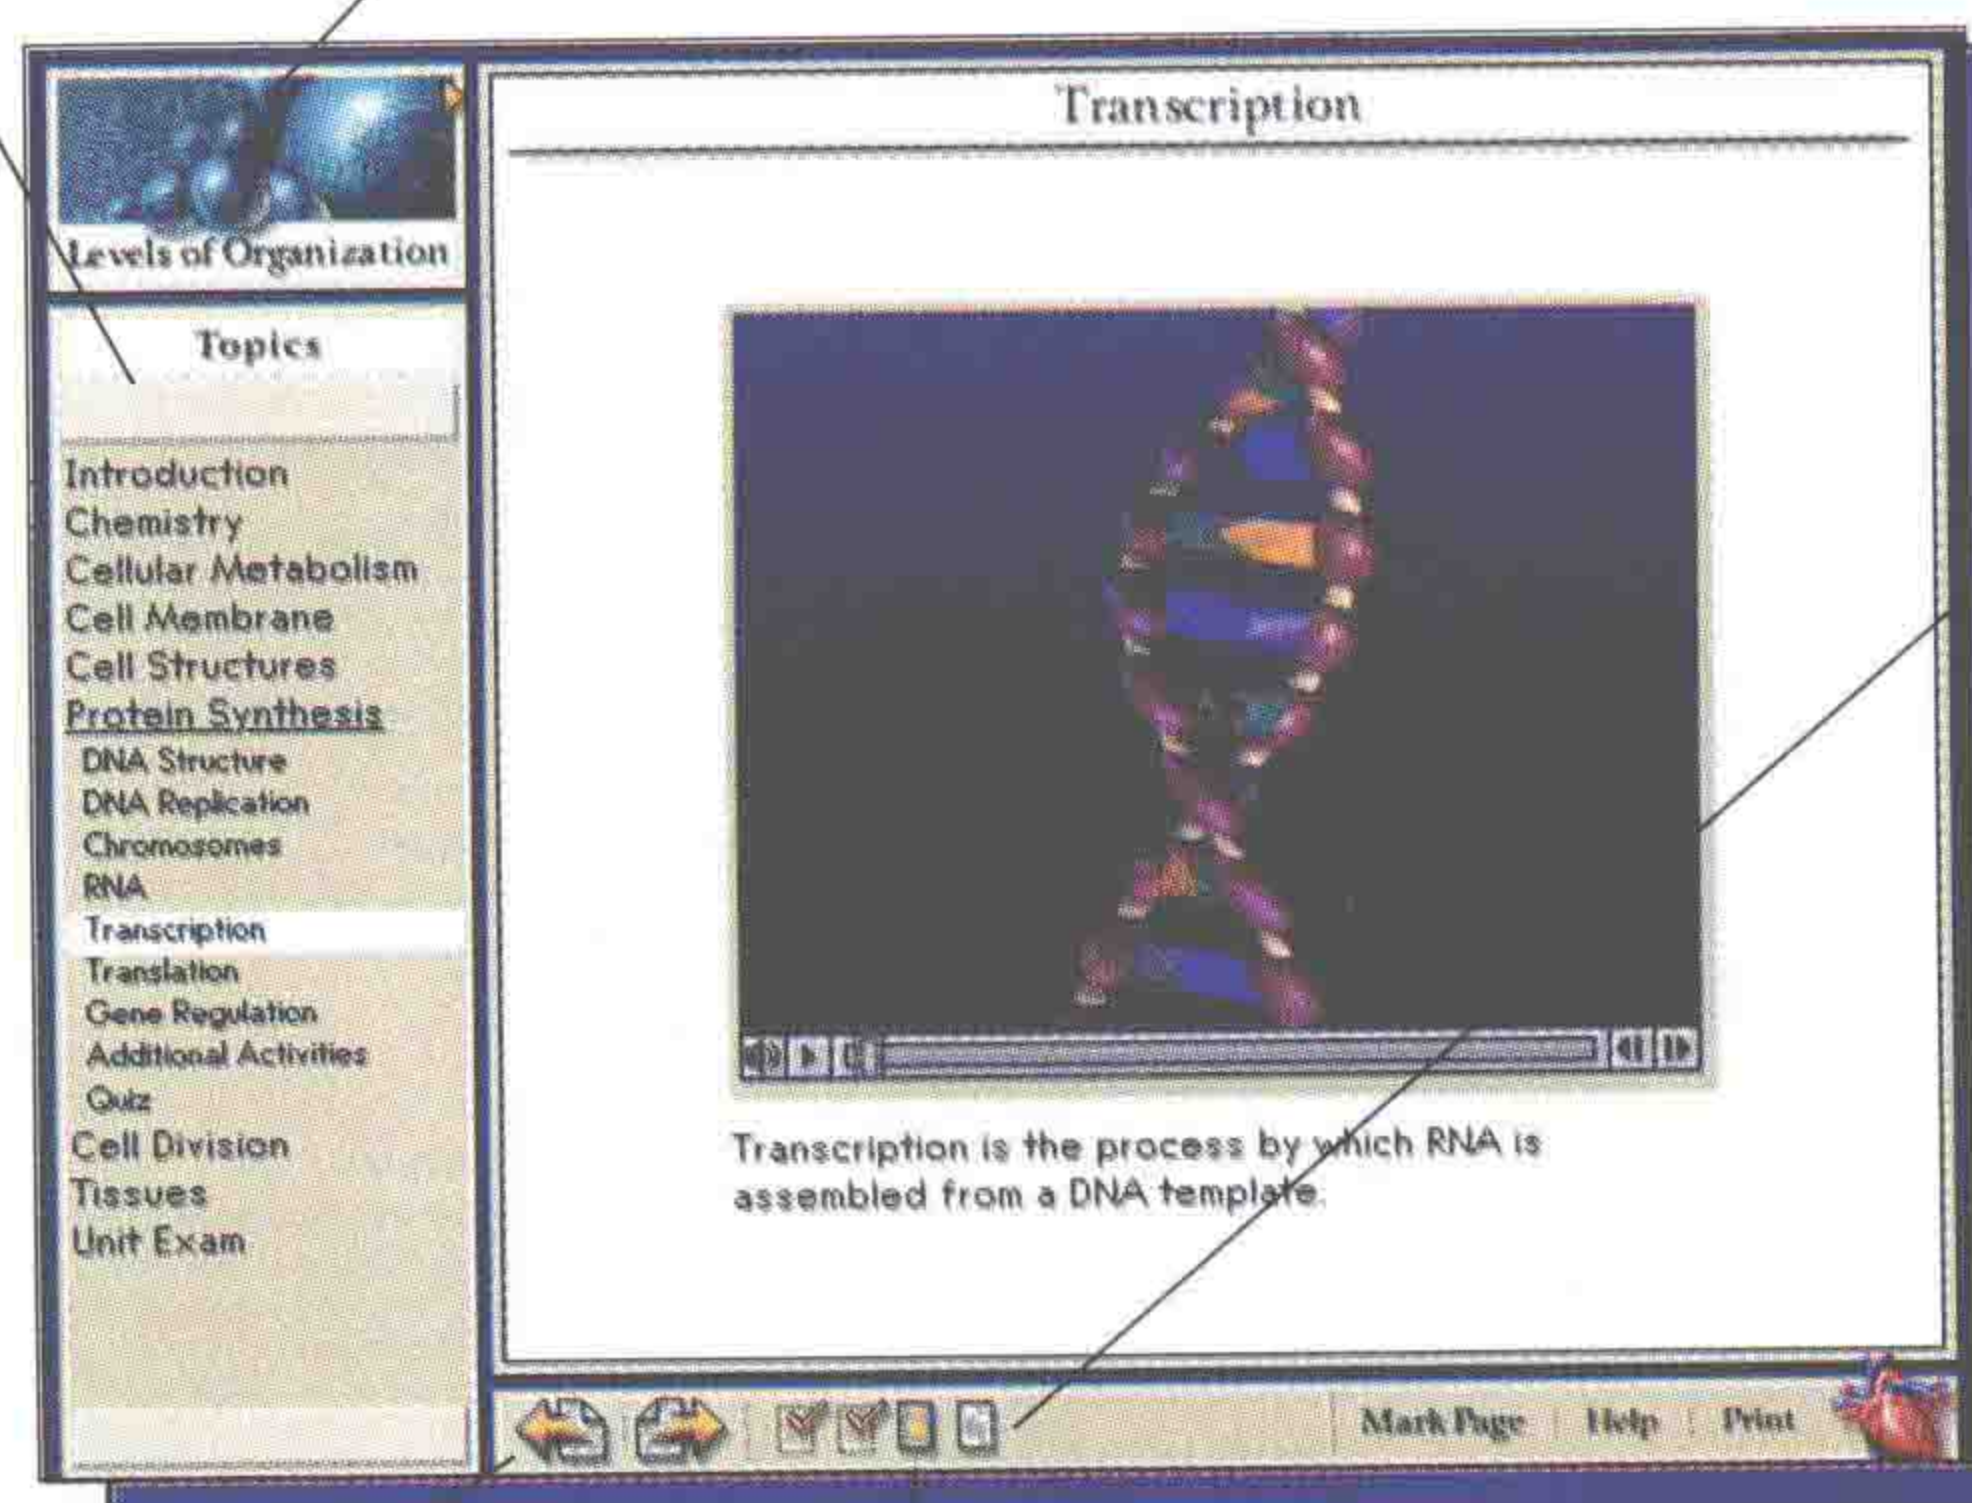 Levels of Organization
Topics
Introduction
Chemistry
Cellular Metabolism
Cell Membrane
Cell Structures
Protein Synthesis
DNA Structure
DNA Replication
Chromosomes
RNA
Transcription
Translation
Gene Regulation
Additional Activities
Quiz
Cell Division
Tissues
Unit Exam
Transcription
Transcription is the process by which RNA is
assembled from a DNA template.
Mark Page
Help
Print